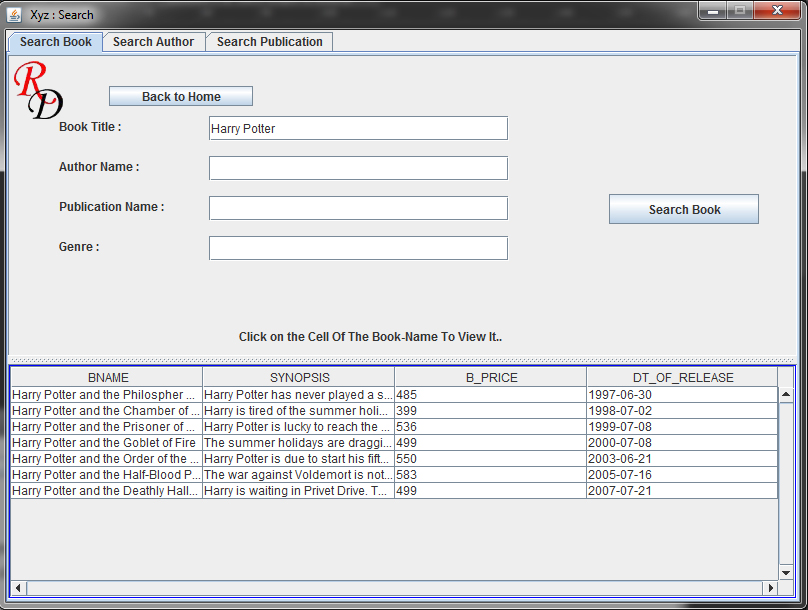 Xyz : Search
Search Book Search Author Search Publication
RD
Back to Home
Book Title : Harry Potter
Author Name :
Publication Name :
Search Book
Genre :
Click on the Cell Of The Book-Name To View It..
BNAME SYNOPSIS B_PRICE DT_OF_RELEASE
Harry Potter and the Philospher ... Harry Potter has never played a s... 485 1997-06-30
Harry Potter and the Chamber of ... Harry is tired of the summer holi... 399 1998-07-02
Harry Potter and the Prisoner of ... Harry Potter is lucky to reach the ... 536 1999-07-08
Harry Potter and the Goblet of Fire The summer holidays are draggi... 499 2000-07-08
Harry Potter and the Order of the ... Harry Potter is due to start his fift... 550 2003-06-21
Harry Potter and the Half-Blood P... The war against Voldemort is not... 583 2005-07-16
Harry Potter and the Deathly Hall... Harry is waiting in Privet Drive. T... 499 2007-07-21